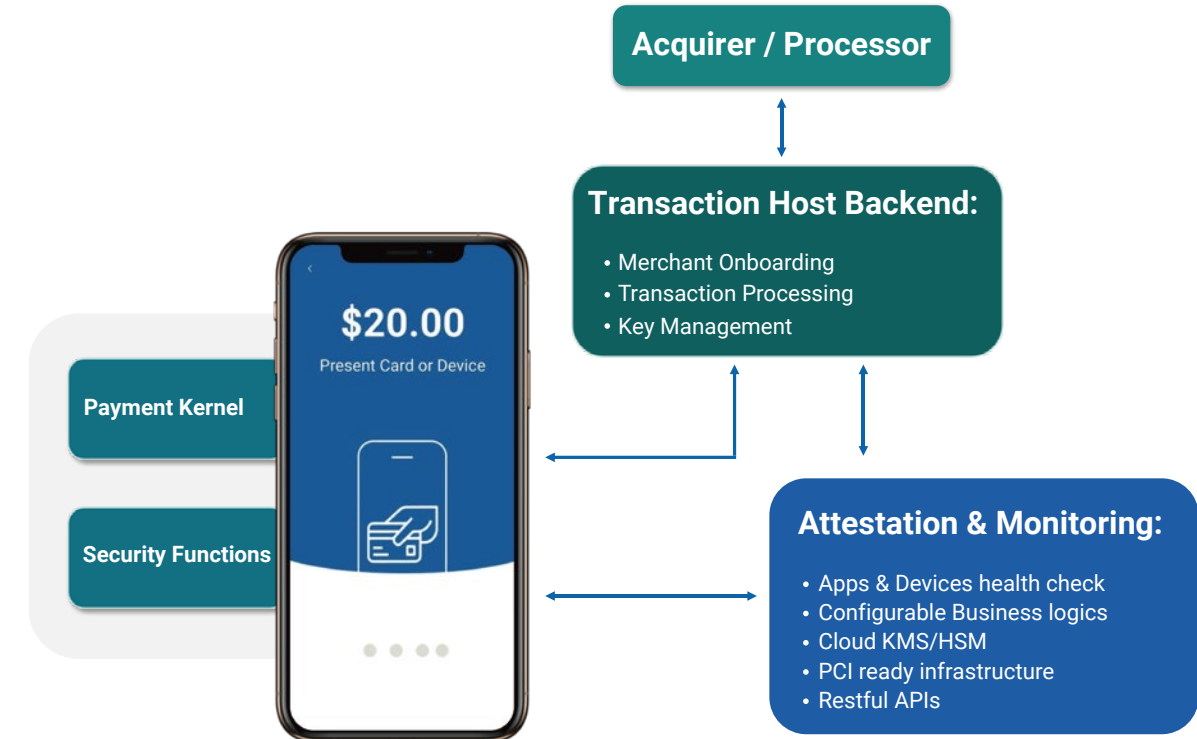 Acquirer / Processor
Transaction Host Backend:
• Merchant Onboarding
• Transaction Processing
• Key Management
$20.00
Present Card or Device
Payment Kernel
Security Functions
Attestation & Monitoring:
• Apps & Devices health check
• Configurable Business logics
• Cloud KMS/HSM
• PCI ready infrastructure
• Restful APIs